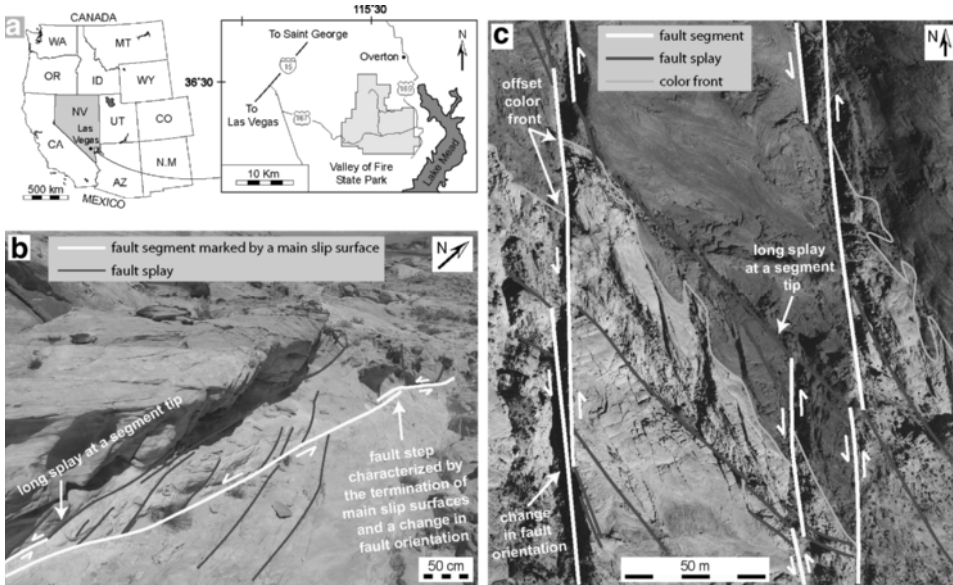 a
CANADA
WA
MT
OR
ID
WY
NV
Las
Vegas
UT
CO
CA
AZ
N.M
500 km
MEXICO
115°30
36°30
To Saint George
15
Overton
N
169
To
Las Vegas
167
Valley of Fire
State Park
Lake Mead
10 Km
b
fault segment marked by a main slip surface
fault splay
N
long splay at a segment tip
fault step
characterized by
the termination of
main slip surfaces
and a change in
fault orientation
50 cm
c
fault segment
fault splay
color front
N
offset
color
front
long splay
at a segment
tip
change
in fault
orientation
50 m